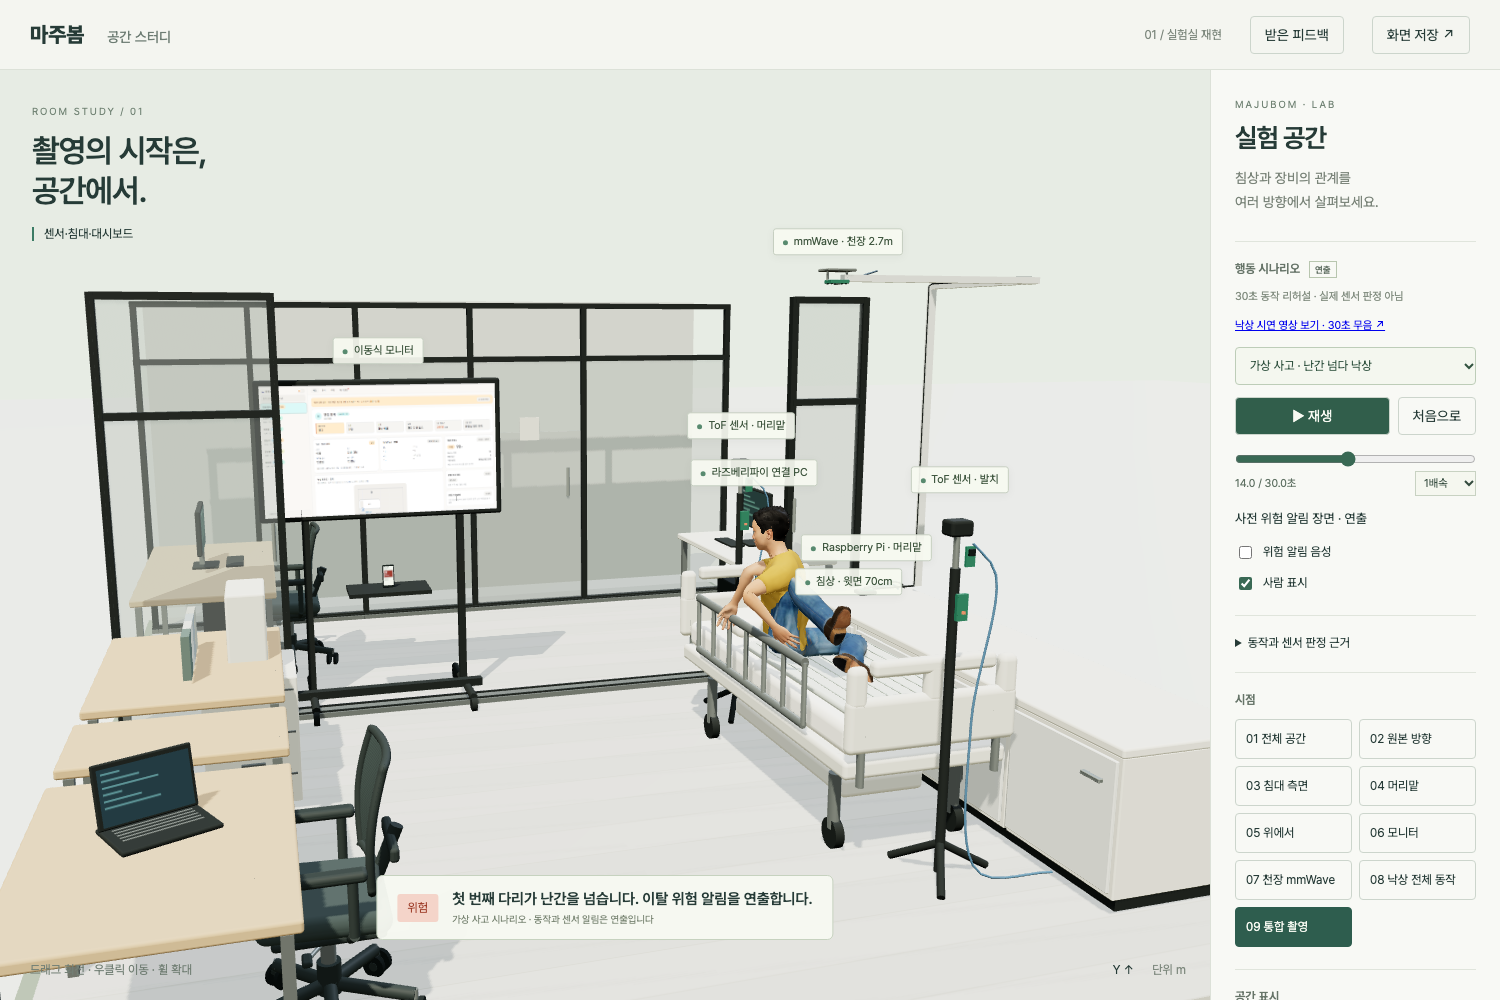 마주봄
공간 스터디
01 / 실험실 재현
받은 피드백
화면 저장 ↗
ROOM STUDY / 01
촬영의 시작은,
공간에서.
센서·침대·대시보드
mmWave · 천장 2.7m
이동식 모니터
ToF 센서 · 머리맡
라즈베리파이 연결 PC
ToF 센서 · 발치
Raspberry Pi · 머리맡
침상 · 윗면 70cm
위험
첫 번째 다리가 난간을 넘습니다. 이탈 위험 알림을 연출합니다.
가상 사고 시나리오 · 동작과 센서 알림은 연출입니다
드래그 회전 · 우클릭 이동 · 휠 확대
Y ↑
단위 m
MAJUBOM · LAB
실험 공간
침상과 장비의 관계를
여러 방향에서 살펴보세요.
행동 시나리오
연출
30초 동작 리허설 · 실제 센서 판정 아님
낙상 시연 영상 보기 · 30초 무음 ↗
가상 사고 · 난간 넘다 낙상
▶ 재생
처음으로
14.0 / 30.0초
1배속
사전 위험 알림 장면 · 연출
위험 알림 음성
사람 표시
▶ 동작과 센서 판정 근거
시점
01 전체 공간
02 원본 방향
03 침대 측면
04 머리맡
05 위에서
06 모니터
07 천장 mmWave
08 낙상 전체 동작
09 통합 촬영
공간 표시